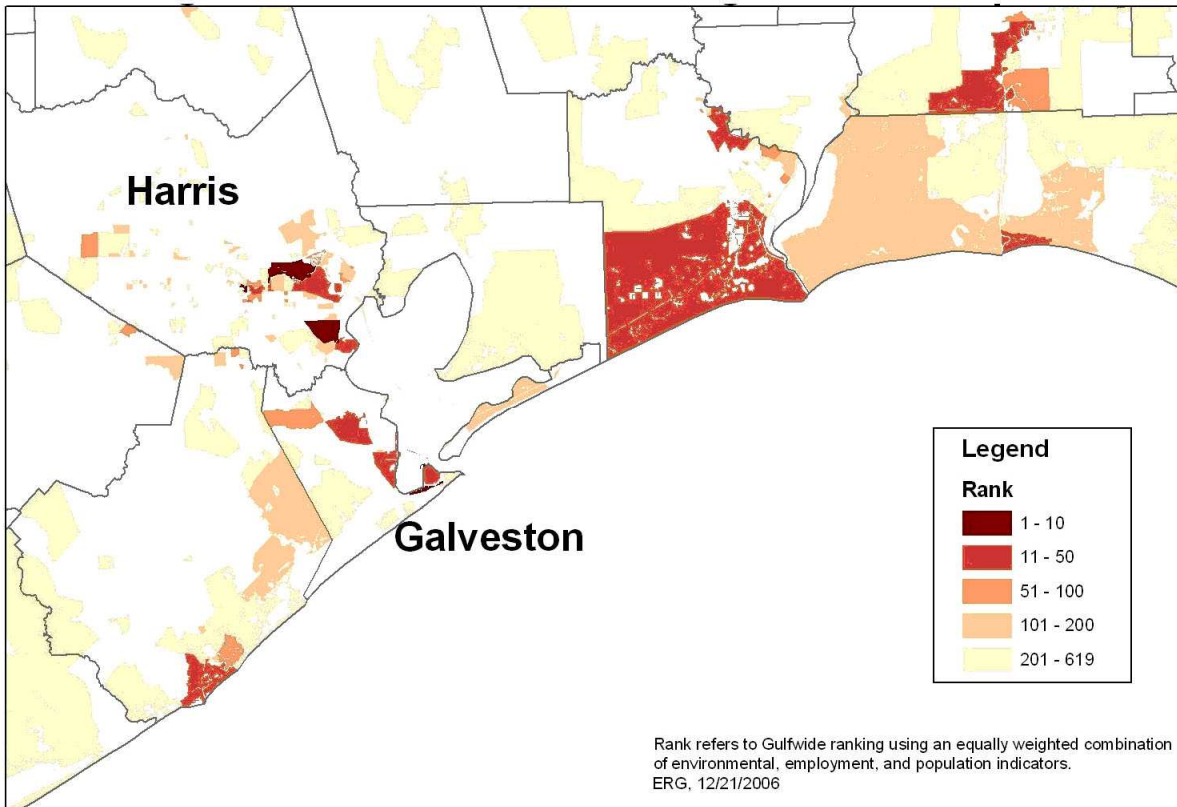 Harris
Galveston
Legend
Rank
1 - 10
11 - 50
51 - 100
101 - 200
201 - 619
Rank refers to Gulfwide ranking using an equally weighted combination
of environmental, employment, and population indicators.
ERG, 12/21/2006